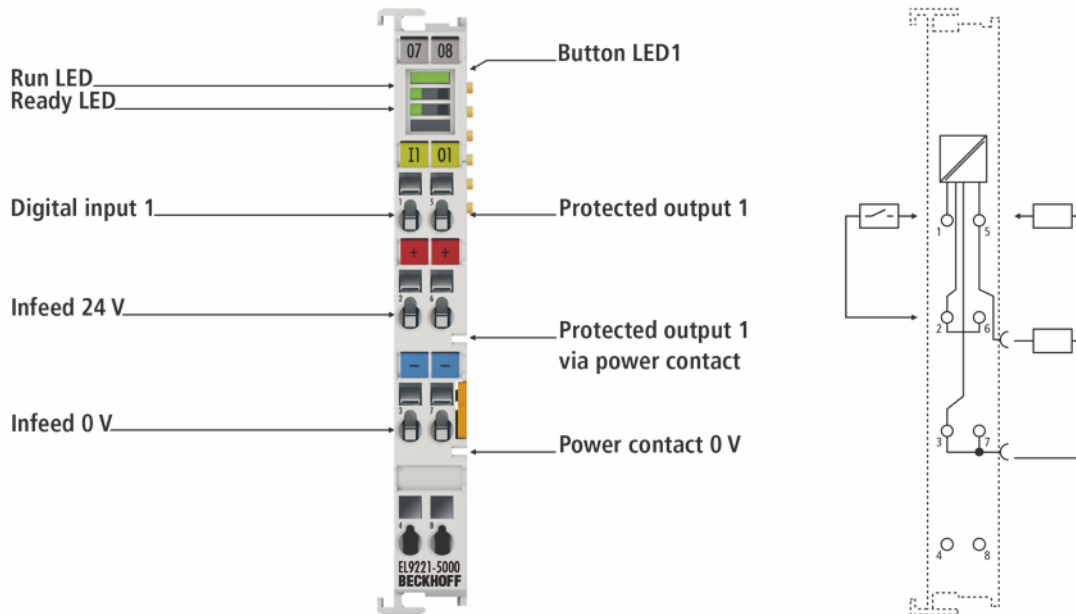 Run LED
Ready LED
Digital input 1
Infeed 24 V
Infeed 0 V
07 08
I1 O1
1 5
+ +
2 6
− −
3 7
4 8
EL9221-5000
BECKHOFF
Button LED1
Protected output 1
Protected output 1
via power contact
Power contact 0 V
1 5
2 6
3 7
4 8